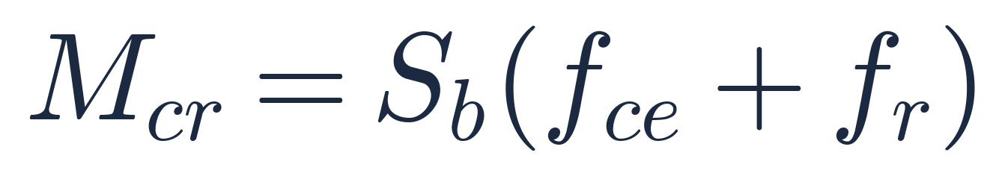 M_{cr} = S_b(f_{ce} + f_r)